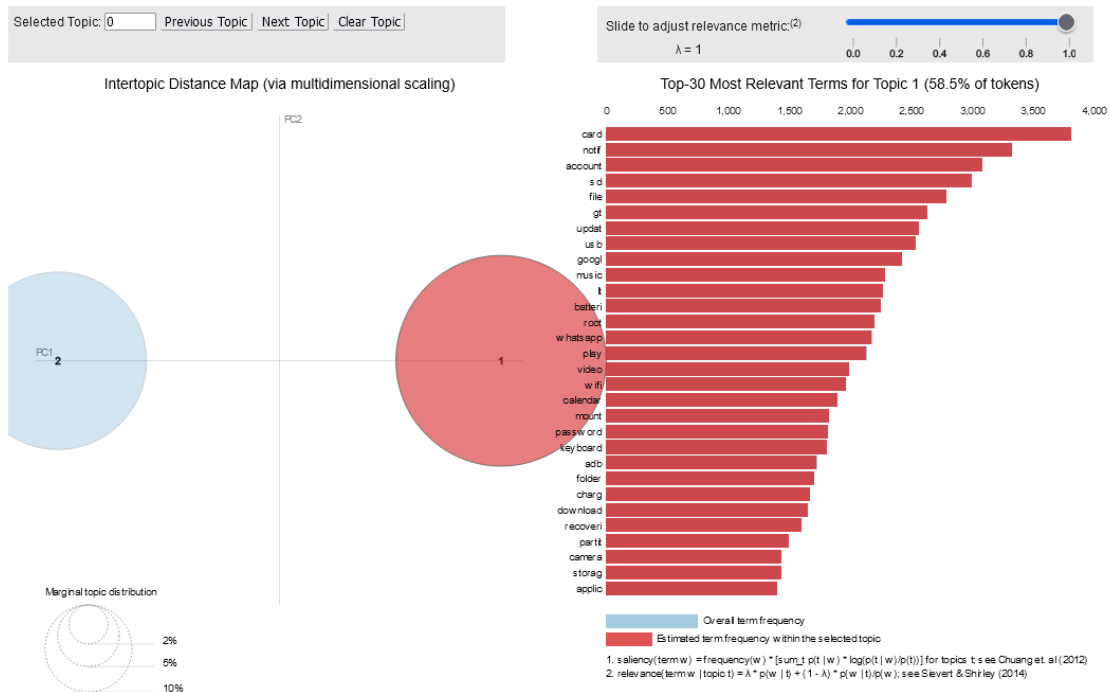 Selected Topic: 0 Previous Topic Next Topic Clear Topic
Slide to adjust relevance metric:(2)
λ = 1
0.0 0.2 0.4 0.6 0.8 1.0
Intertopic Distance Map (via multidimensional scaling)
PC2
PC1
2
1
Marginal topic distribution
2%
5%
10%
Top-30 Most Relevant Terms for Topic 1 (58.5% of tokens)
0 500 1,000 1,500 2,000 2,500 3,000 3,500 4,000
card
notif
account
sd
file
gt
updat
usb
googl
music
lt
batteri
root
whatsapp
play
video
wifi
calendar
mount
password
keyboard
adb
folder
charg
download
recoveri
partit
camera
storag
applic
Overall term frequency
Estimated term frequency within the selected topic
1. saliency(term w) = frequency(w) * [sum_t p(t | w) * log(p(t | w)/p(t))] for topics t; see Chuang et. al (2012)
2. relevance(term w | topic t) = λ * p(w | t) + (1 - λ) * p(w | t)/p(w); see Sievert & Shirley (2014)